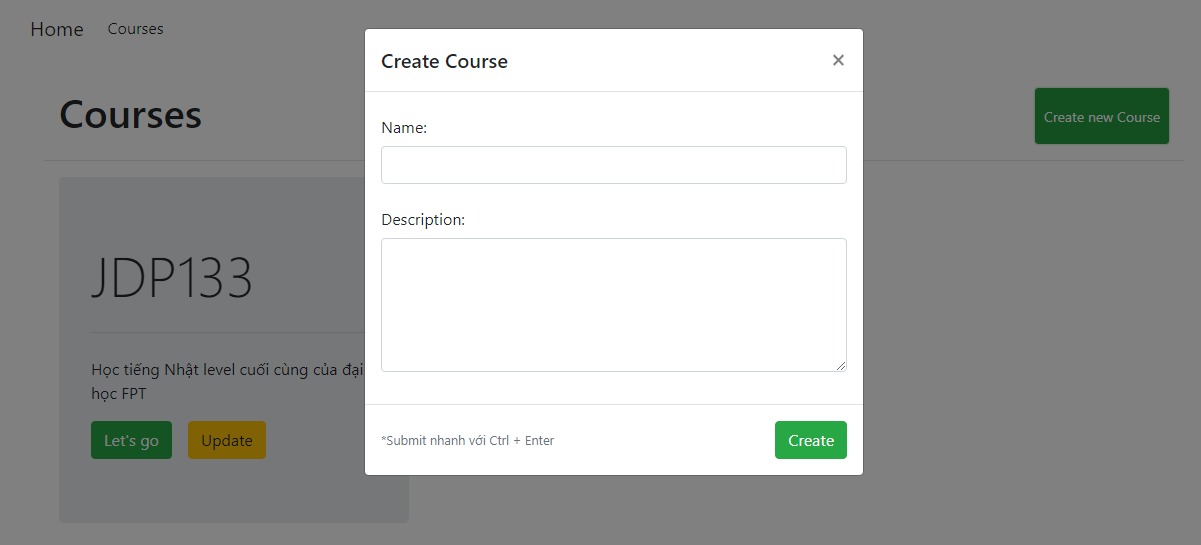 Home
Courses
Courses
Create new Course
JDP133
Học tiếng Nhật level cuối cùng của đại
học FPT
Let's go
Update
Create Course
×
Name:
Description:
*Submit nhanh với Ctrl + Enter
Create